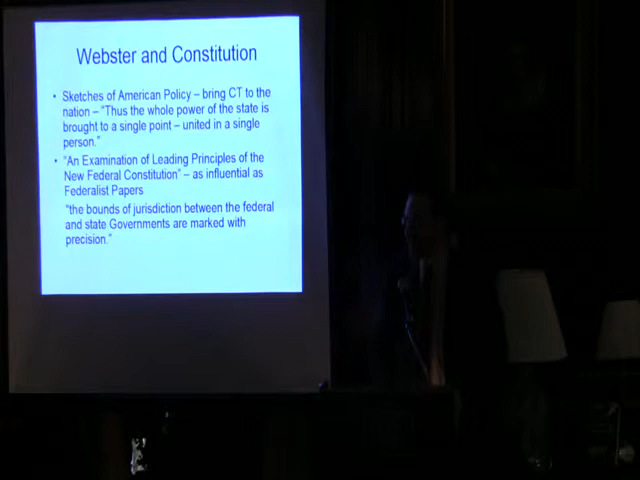 Webster and Constitution
• Sketches of American Policy – bring CT to the
nation – "Thus the whole power of the state is
brought to a single point – united in a single
person."
• "An Examination of Leading Principles of the
New Federal Constitution" – as influential as
Federalist Papers
"the bounds of jurisdiction between the federal
and state Governments are marked with
precision."